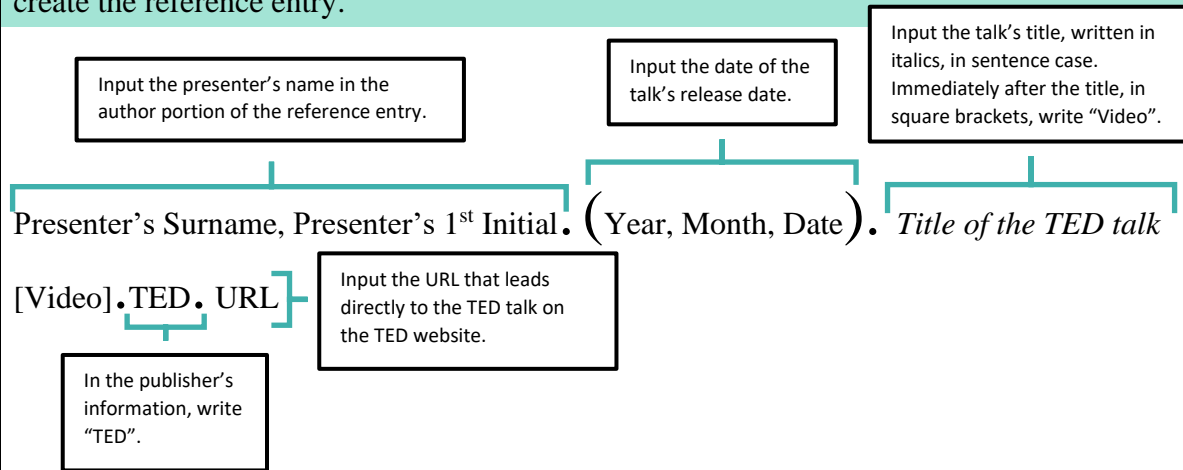 create the reference entry.
Input the presenter’s name in the
author portion of the reference entry.
Input the date of the
talk’s release date.
Input the talk’s title, written in
italics, in sentence case.
Immediately after the title, in
square brackets, write “Video”.
Presenter’s Surname, Presenter’s 1st Initial. (Year, Month, Date). Title of the TED talk
[Video].TED. URL
Input the URL that leads
directly to the TED talk on
the TED website.
In the publisher’s
information, write
“TED”.